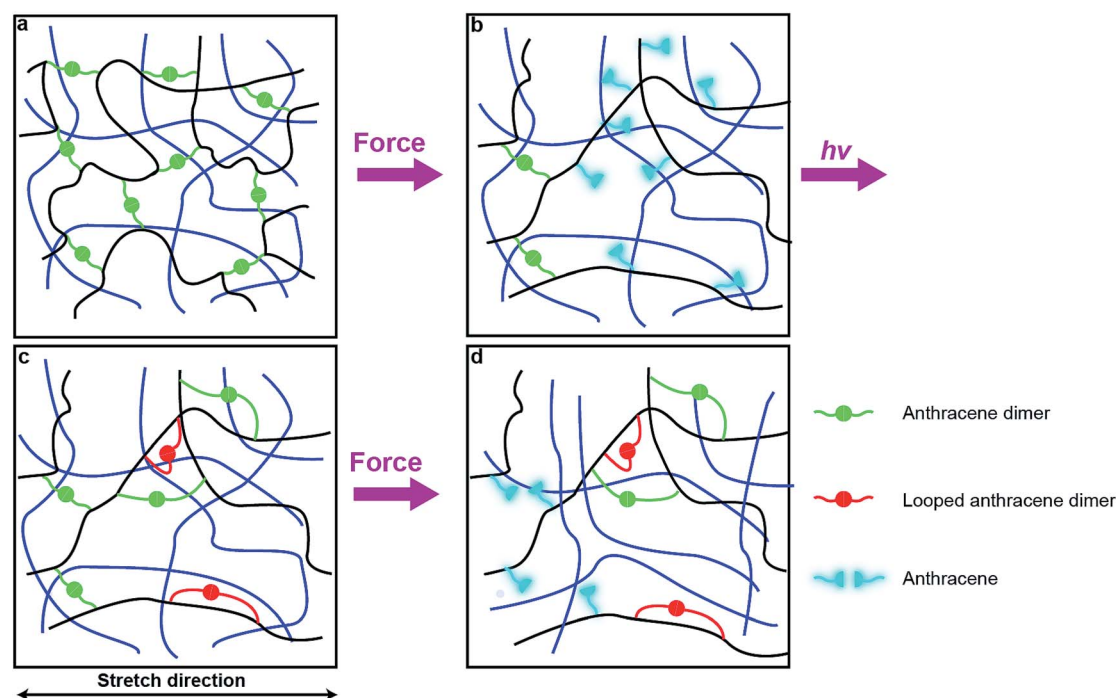 a
b
Force
hv
c
d
Force
Anthracene dimer
Looped anthracene dimer
Anthracene
Stretch direction